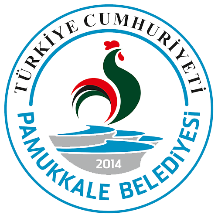 TÜRKİYE CUMHURİYETİ
2014
PAMUKKALE BELEDİYESİ